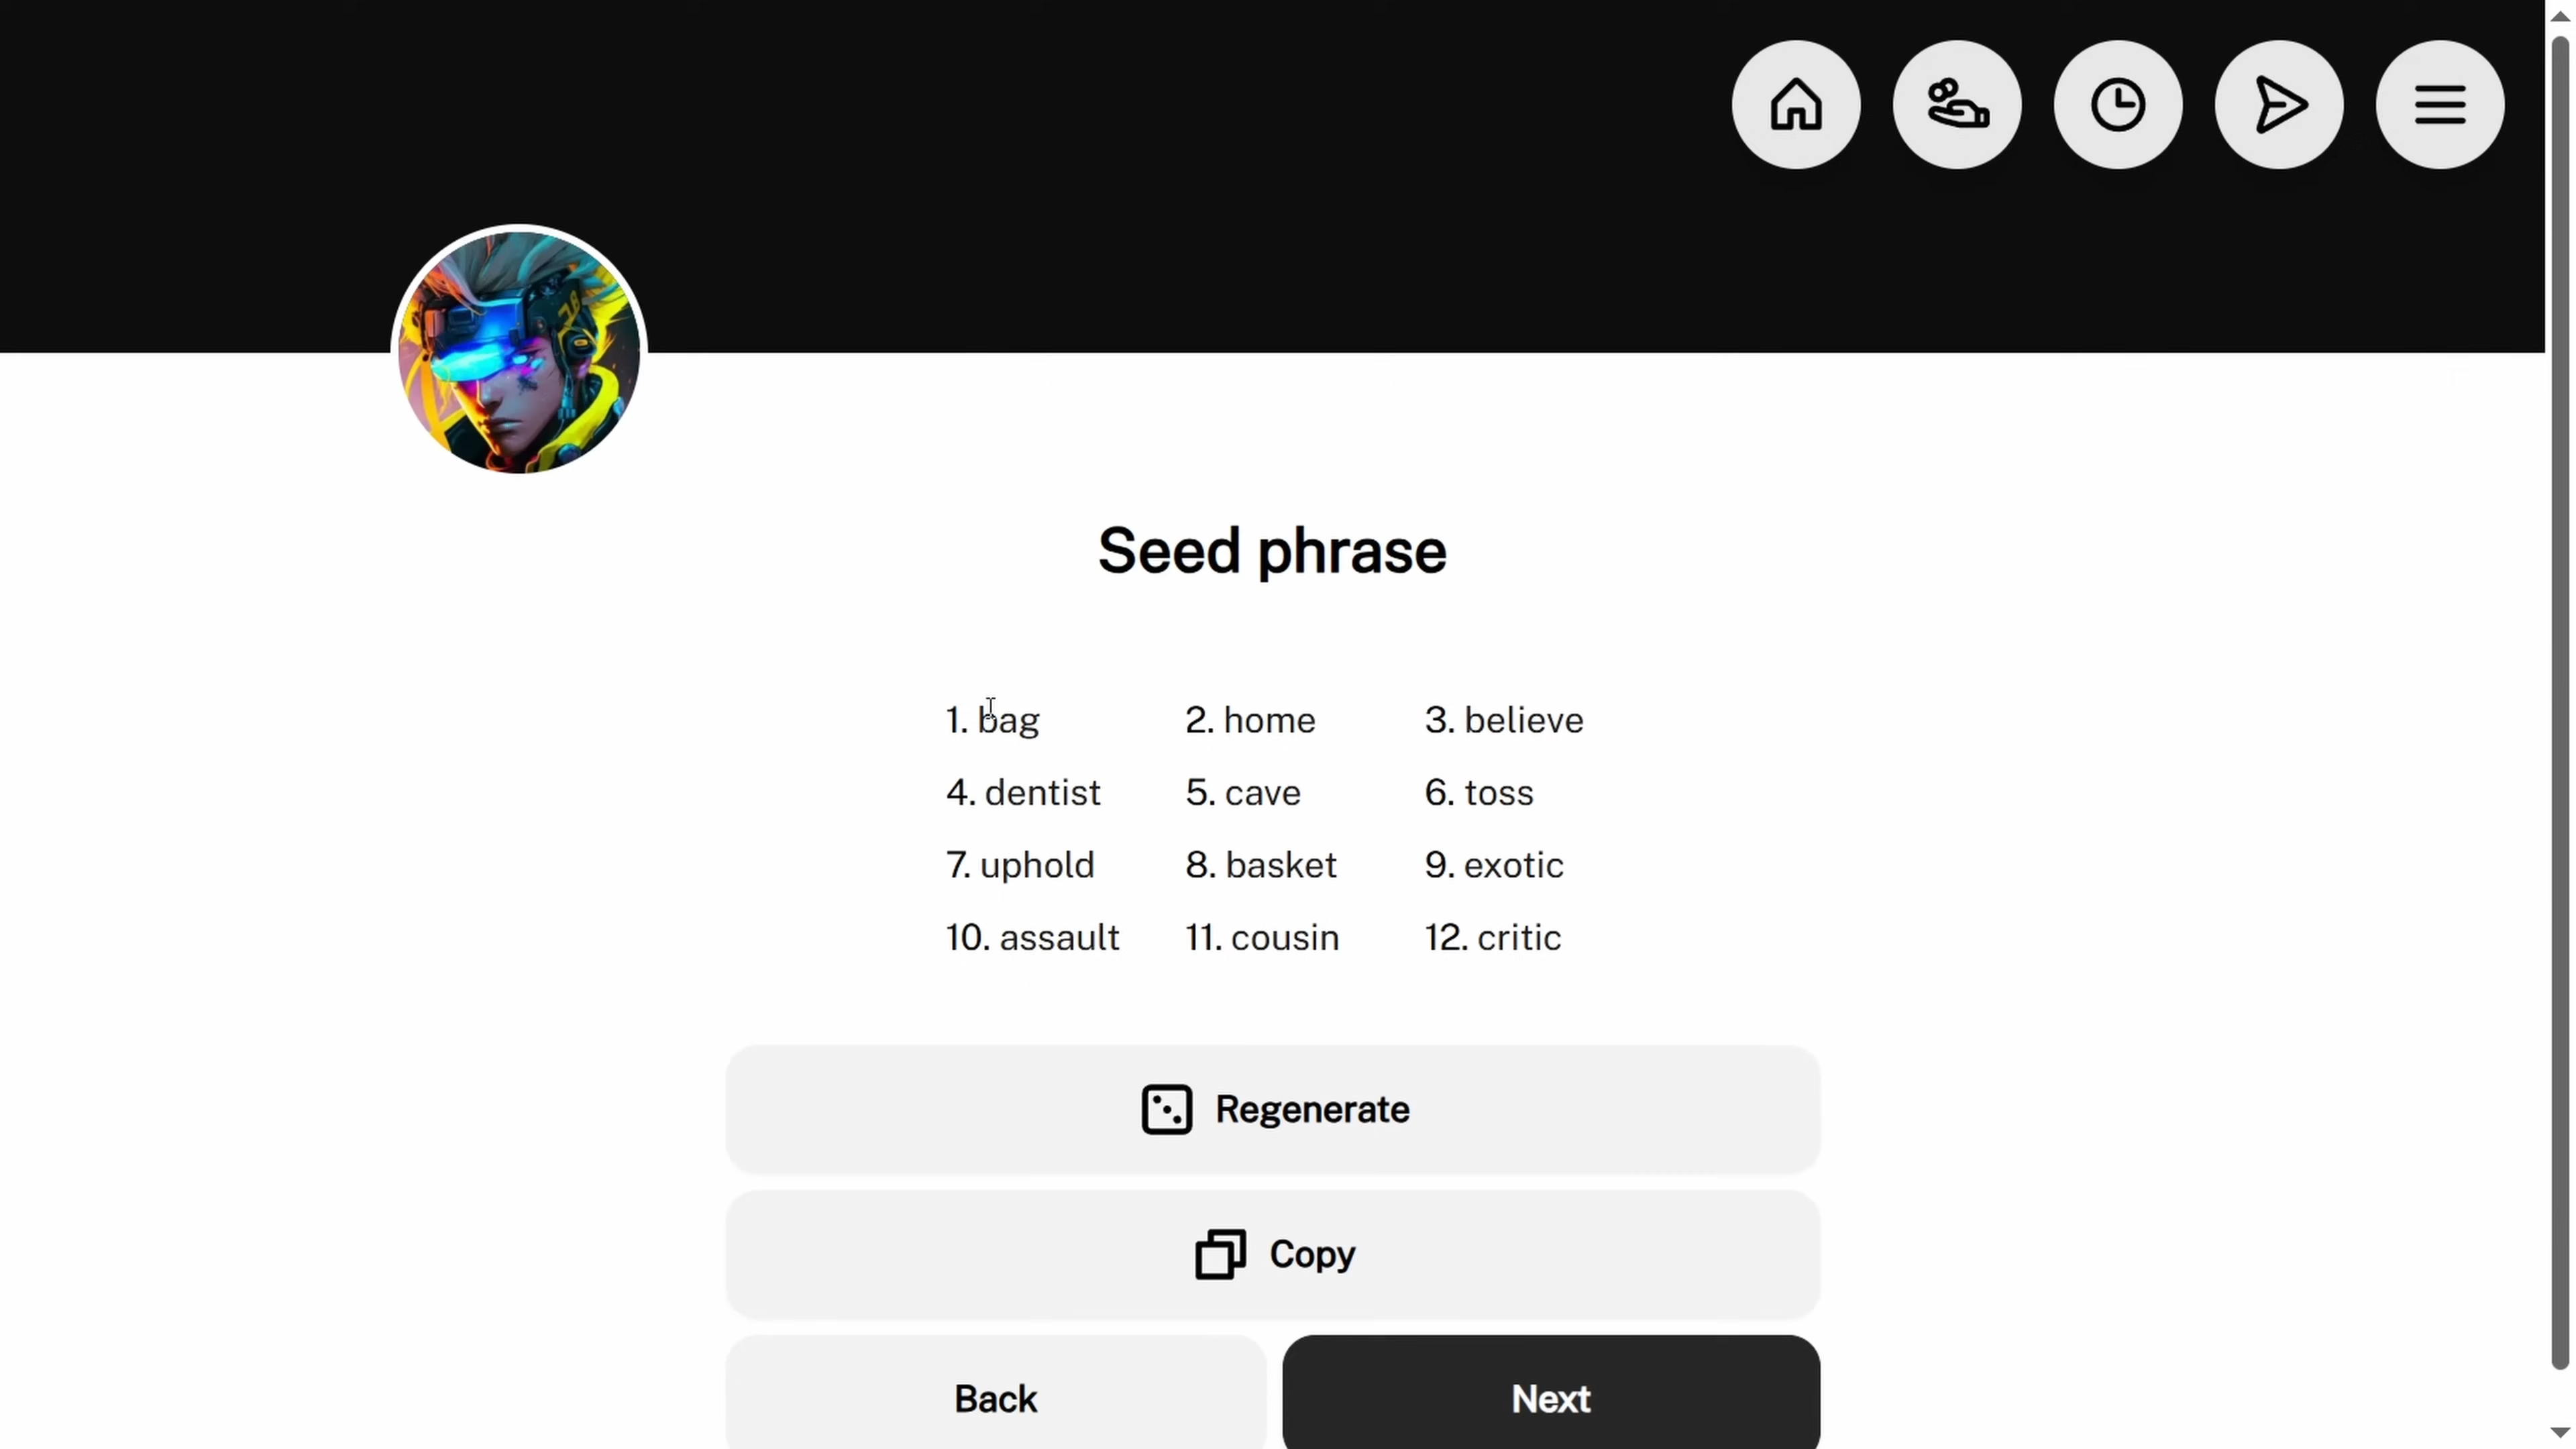 Seed phrase
1. bag 2. home 3. believe
4. dentist 5. cave 6. toss
7. uphold 8. basket 9. exotic
10. assault 11. cousin 12. critic
Regenerate
Copy
Back Next